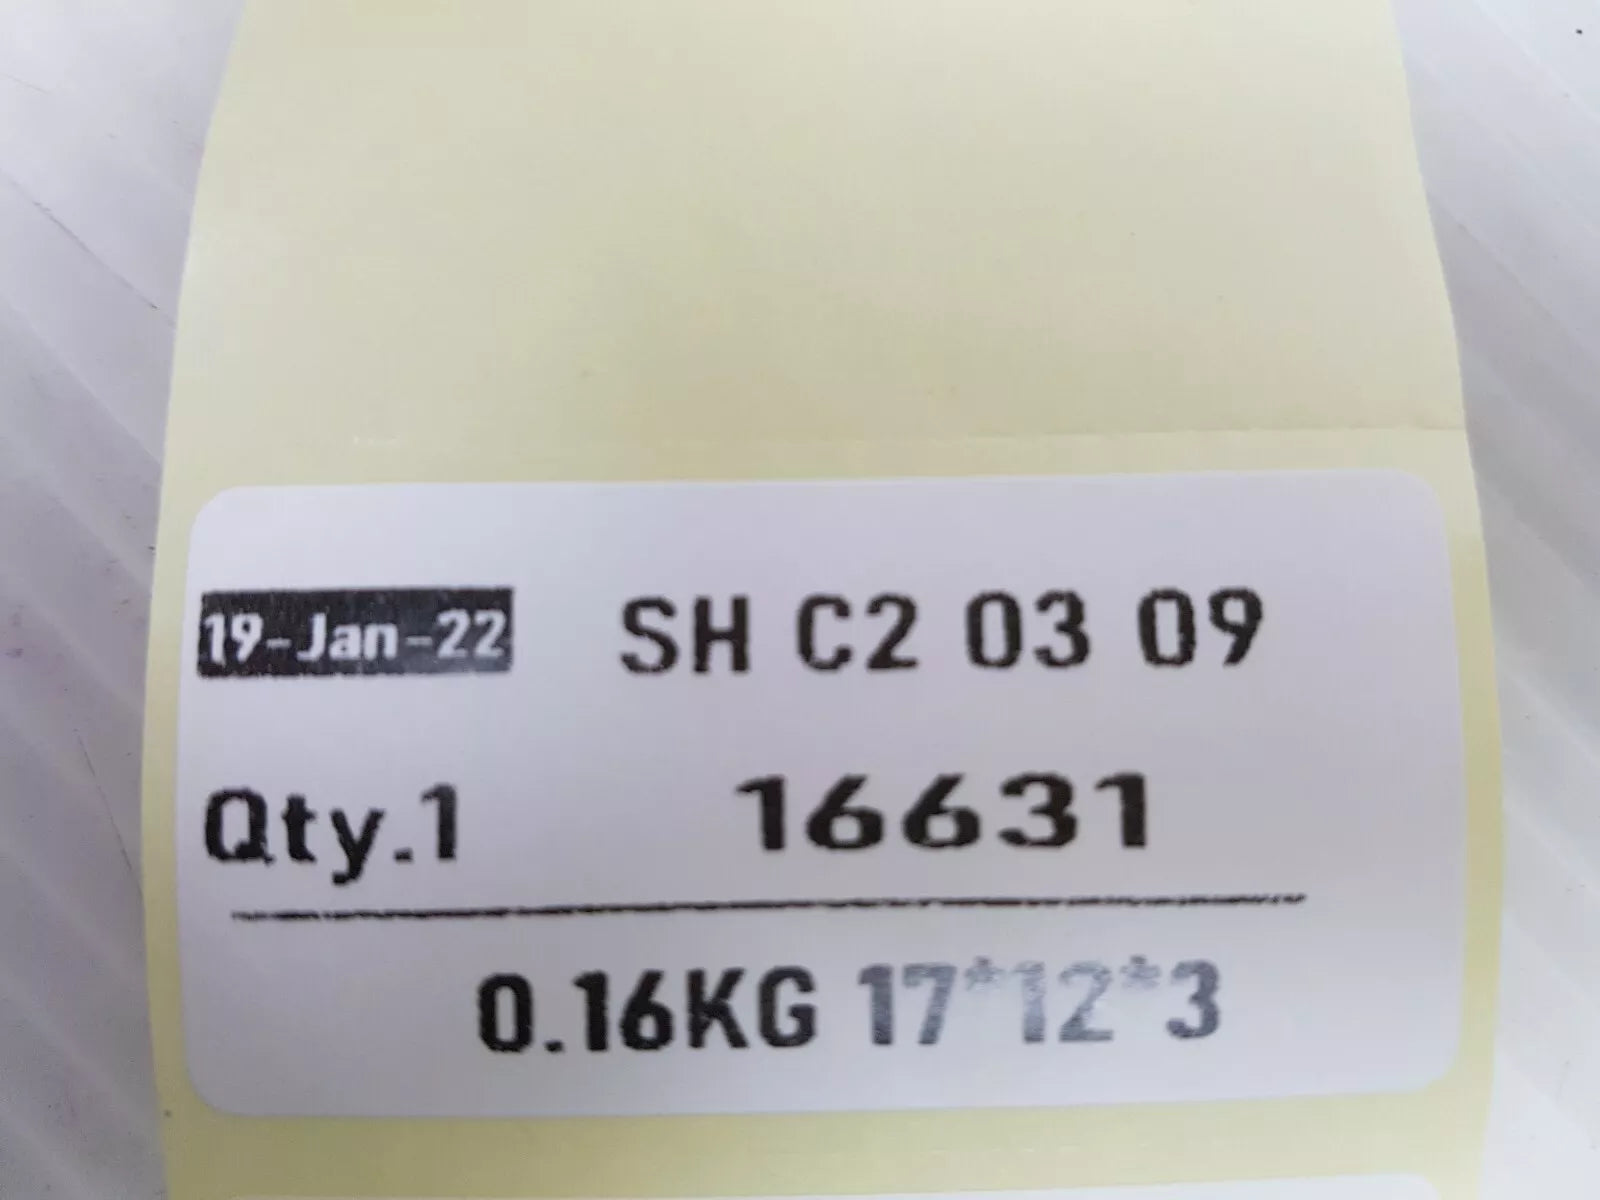 19-Jan-22 SH C2 03 09
Qty.1 16631
0.16KG 17*12*3